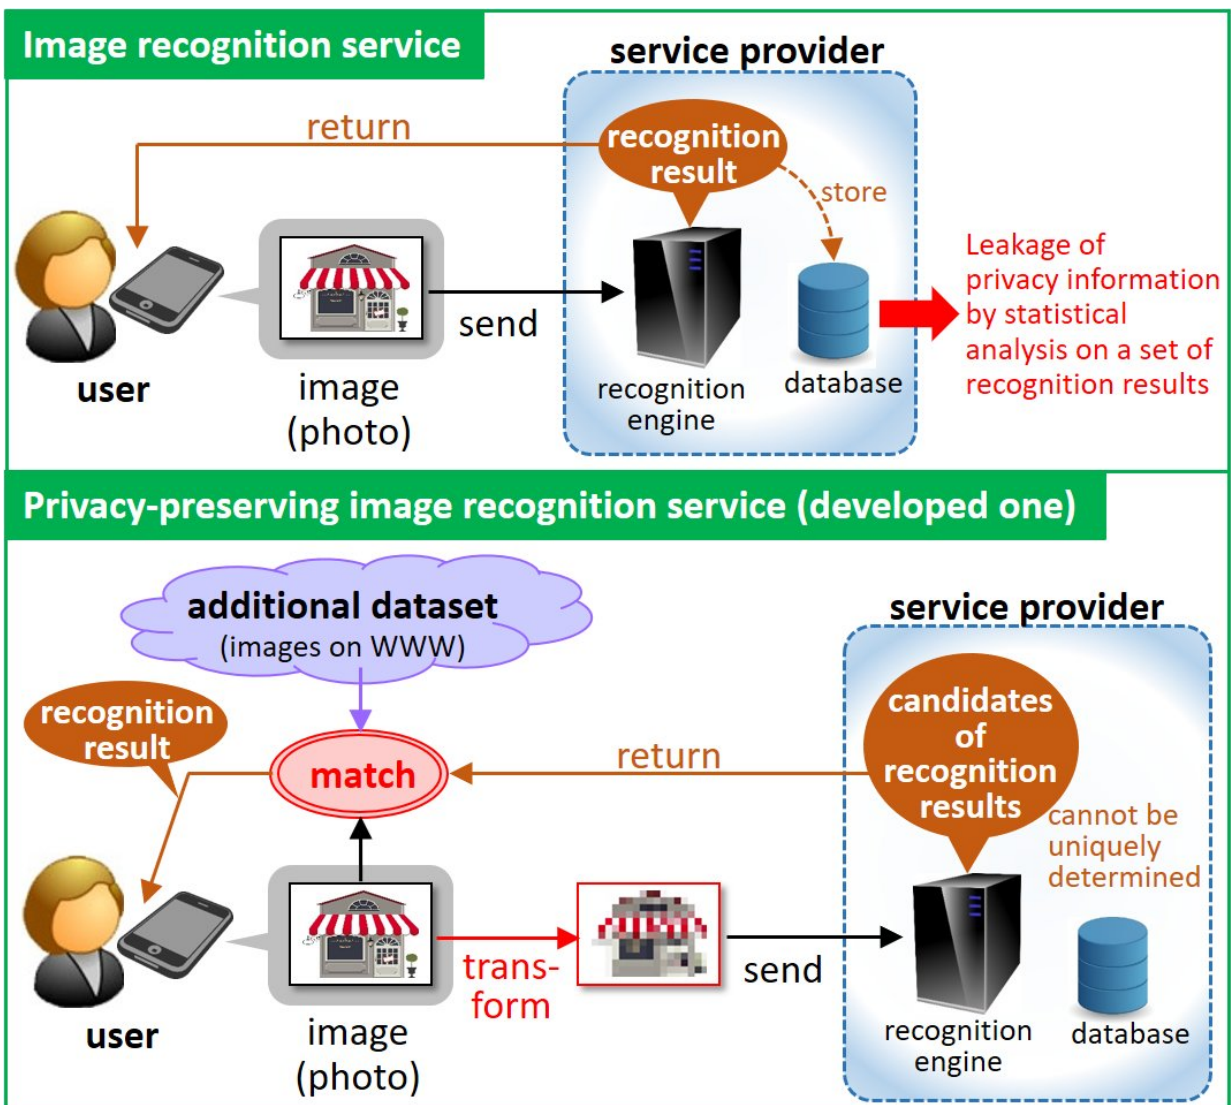 Image recognition service
service provider
return
recognition
result
store
send
user
image
(photo)
recognition
engine
database
Leakage of
privacy information
by statistical
analysis on a set of
recognition results
Privacy-preserving image recognition service (developed one)
additional dataset
(images on WWW)
service provider
recognition
result
match
return
candidates
of
recognition
results
cannot be
uniquely
determined
trans-
form
send
user
image
(photo)
recognition
engine
database